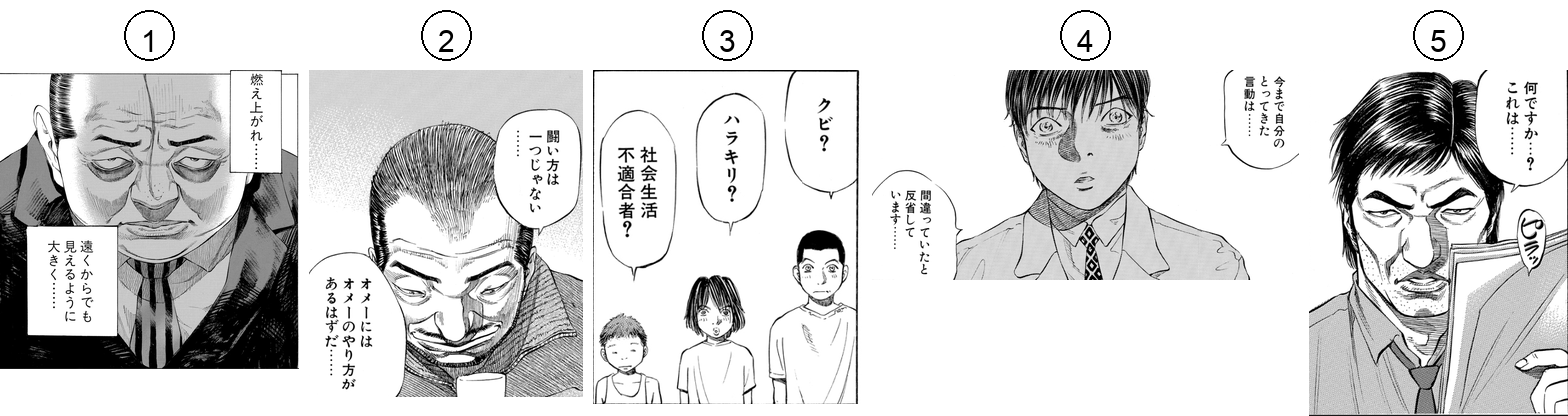 1
燃え上がれ……
遠くからでも
見えるように
大きく……
2
闘い方は
一つじゃない
……
オメーには
オメーのやり方が
あるはずだ……
3
クビ？
ハラキリ？
社会生活
不適合者？
4
今まで自分の
とってきた
言動は……
間違っていたと
反省して
います……
5
何ですか…？
これは……
ピラッ